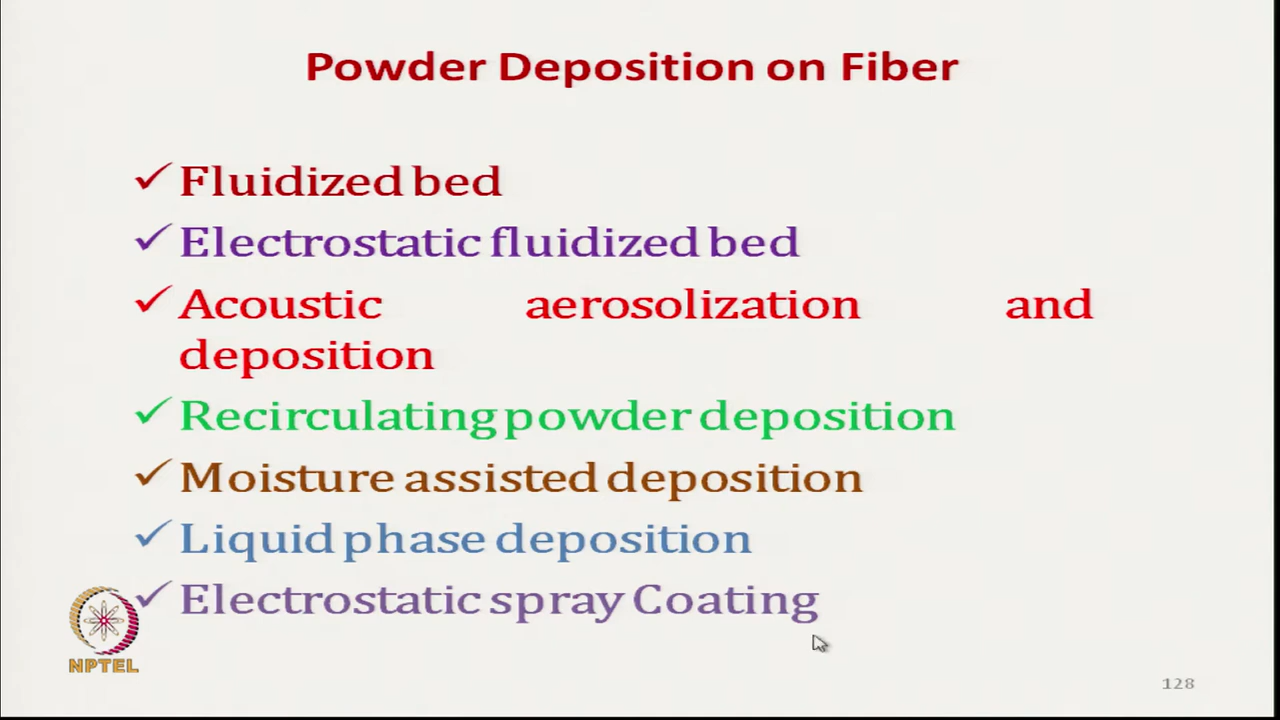 Powder Deposition on Fiber
✓ Fluidized bed
✓ Electrostatic fluidized bed
✓ Acoustic aerosolization and
deposition
✓ Recirculating powder deposition
✓ Moisture assisted deposition
✓ Liquid phase deposition
✓ Electrostatic spray Coating
NPTEL
128